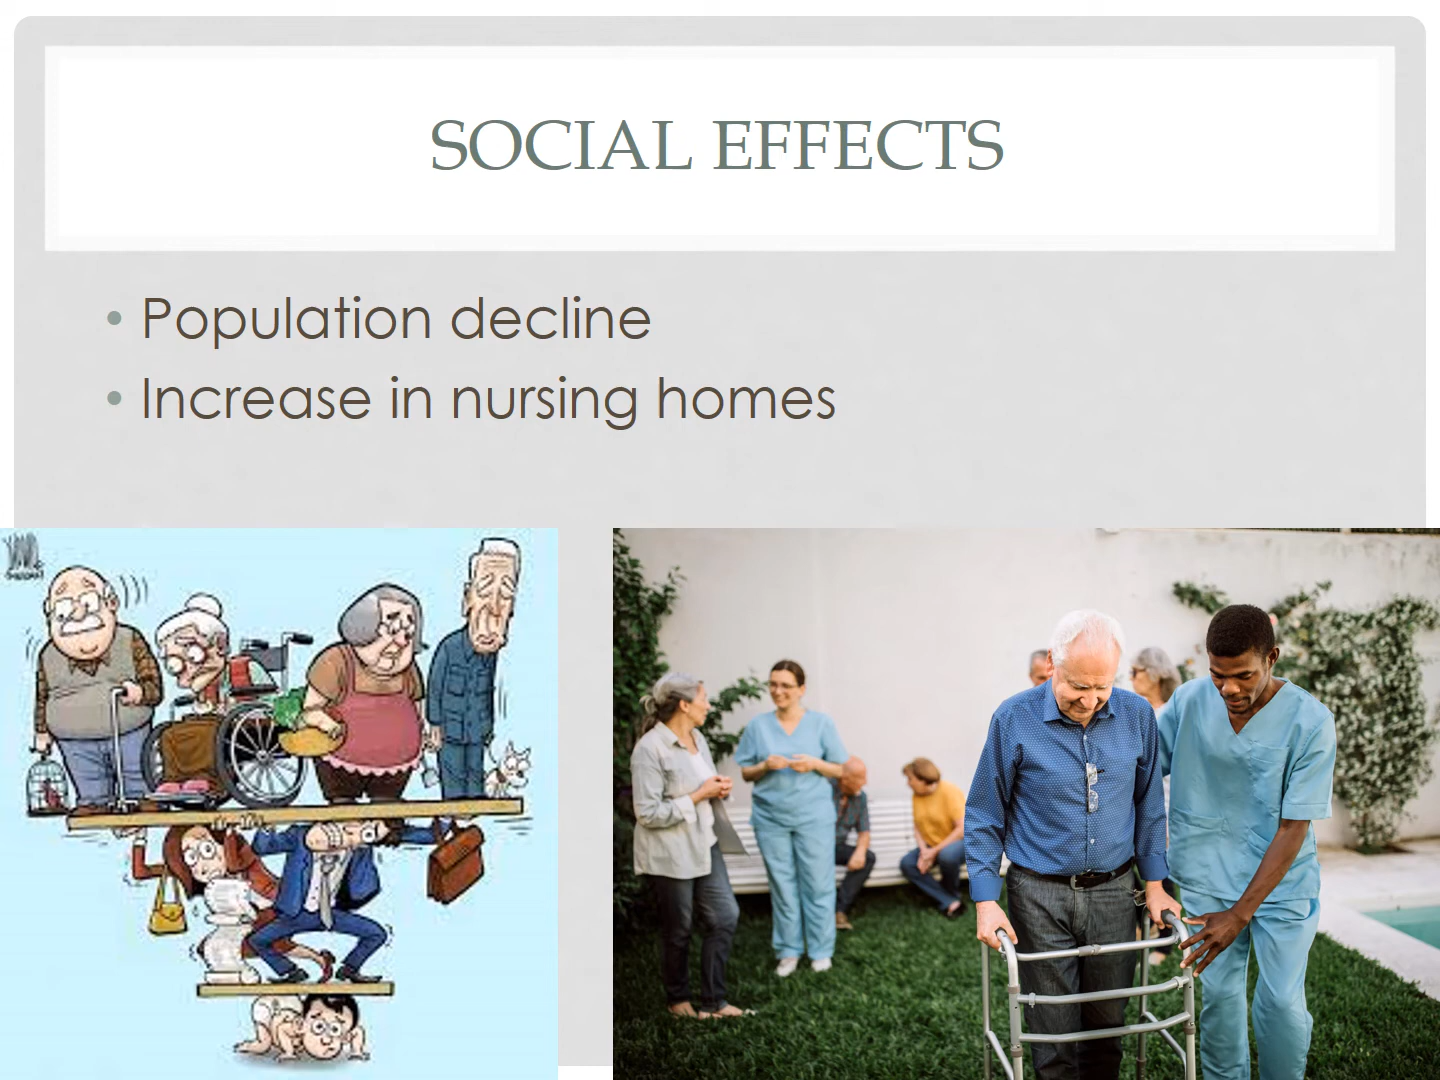 SOCIAL EFFECTS
• Population decline
• Increase in nursing homes